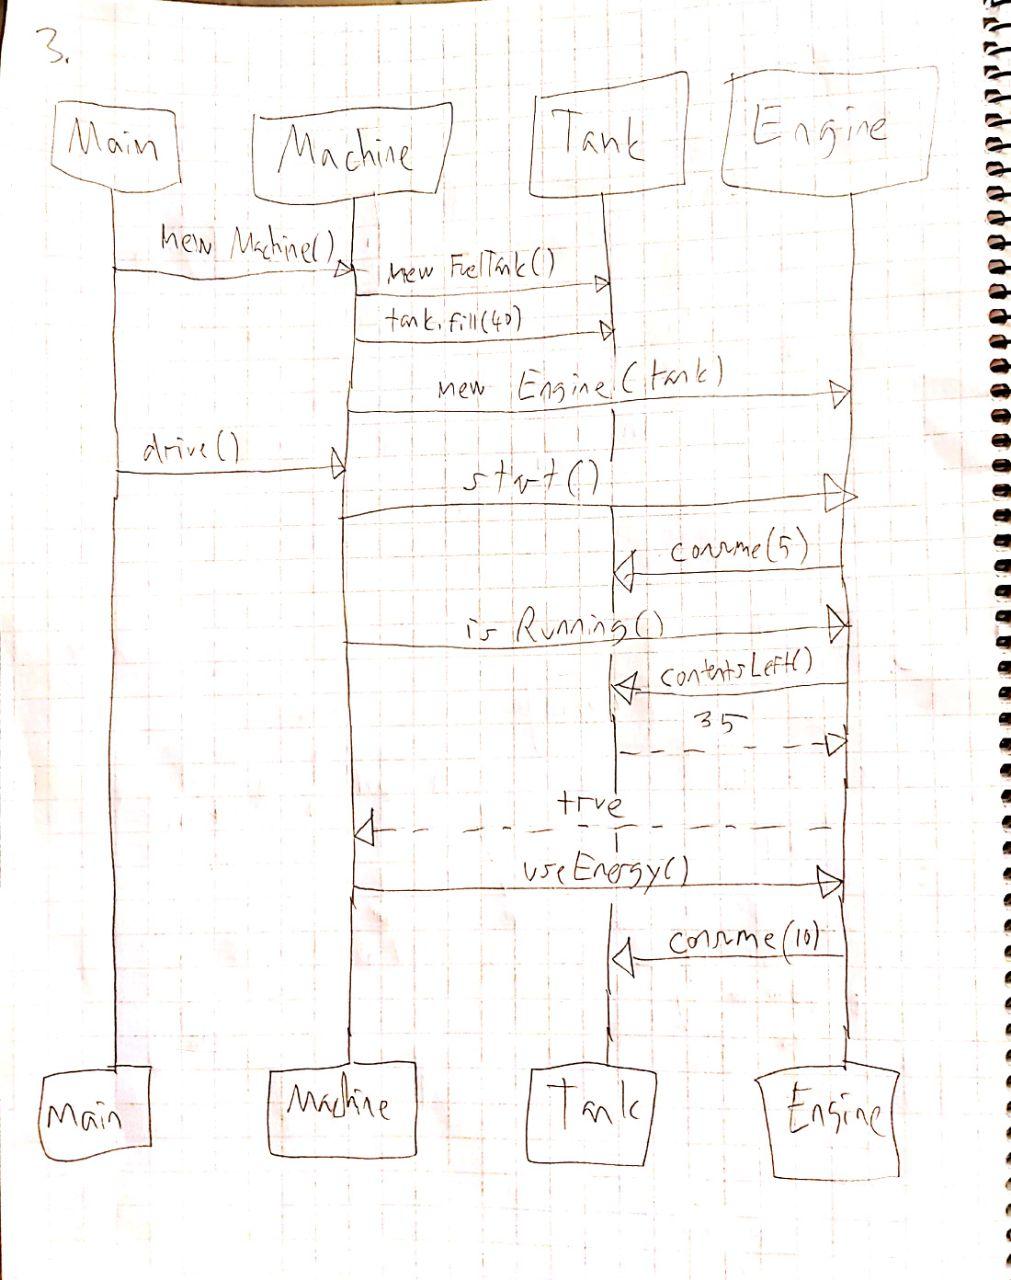 3.
Main Machine Tank Engine
new Machine()
new FuelTank()
tank.fill(40)
new Engine(tank)
drive()
start()
consume(5)
isRunning()
contentsLeft()
35
true
useEnergy()
consume(10)
Main Machine Tank Engine